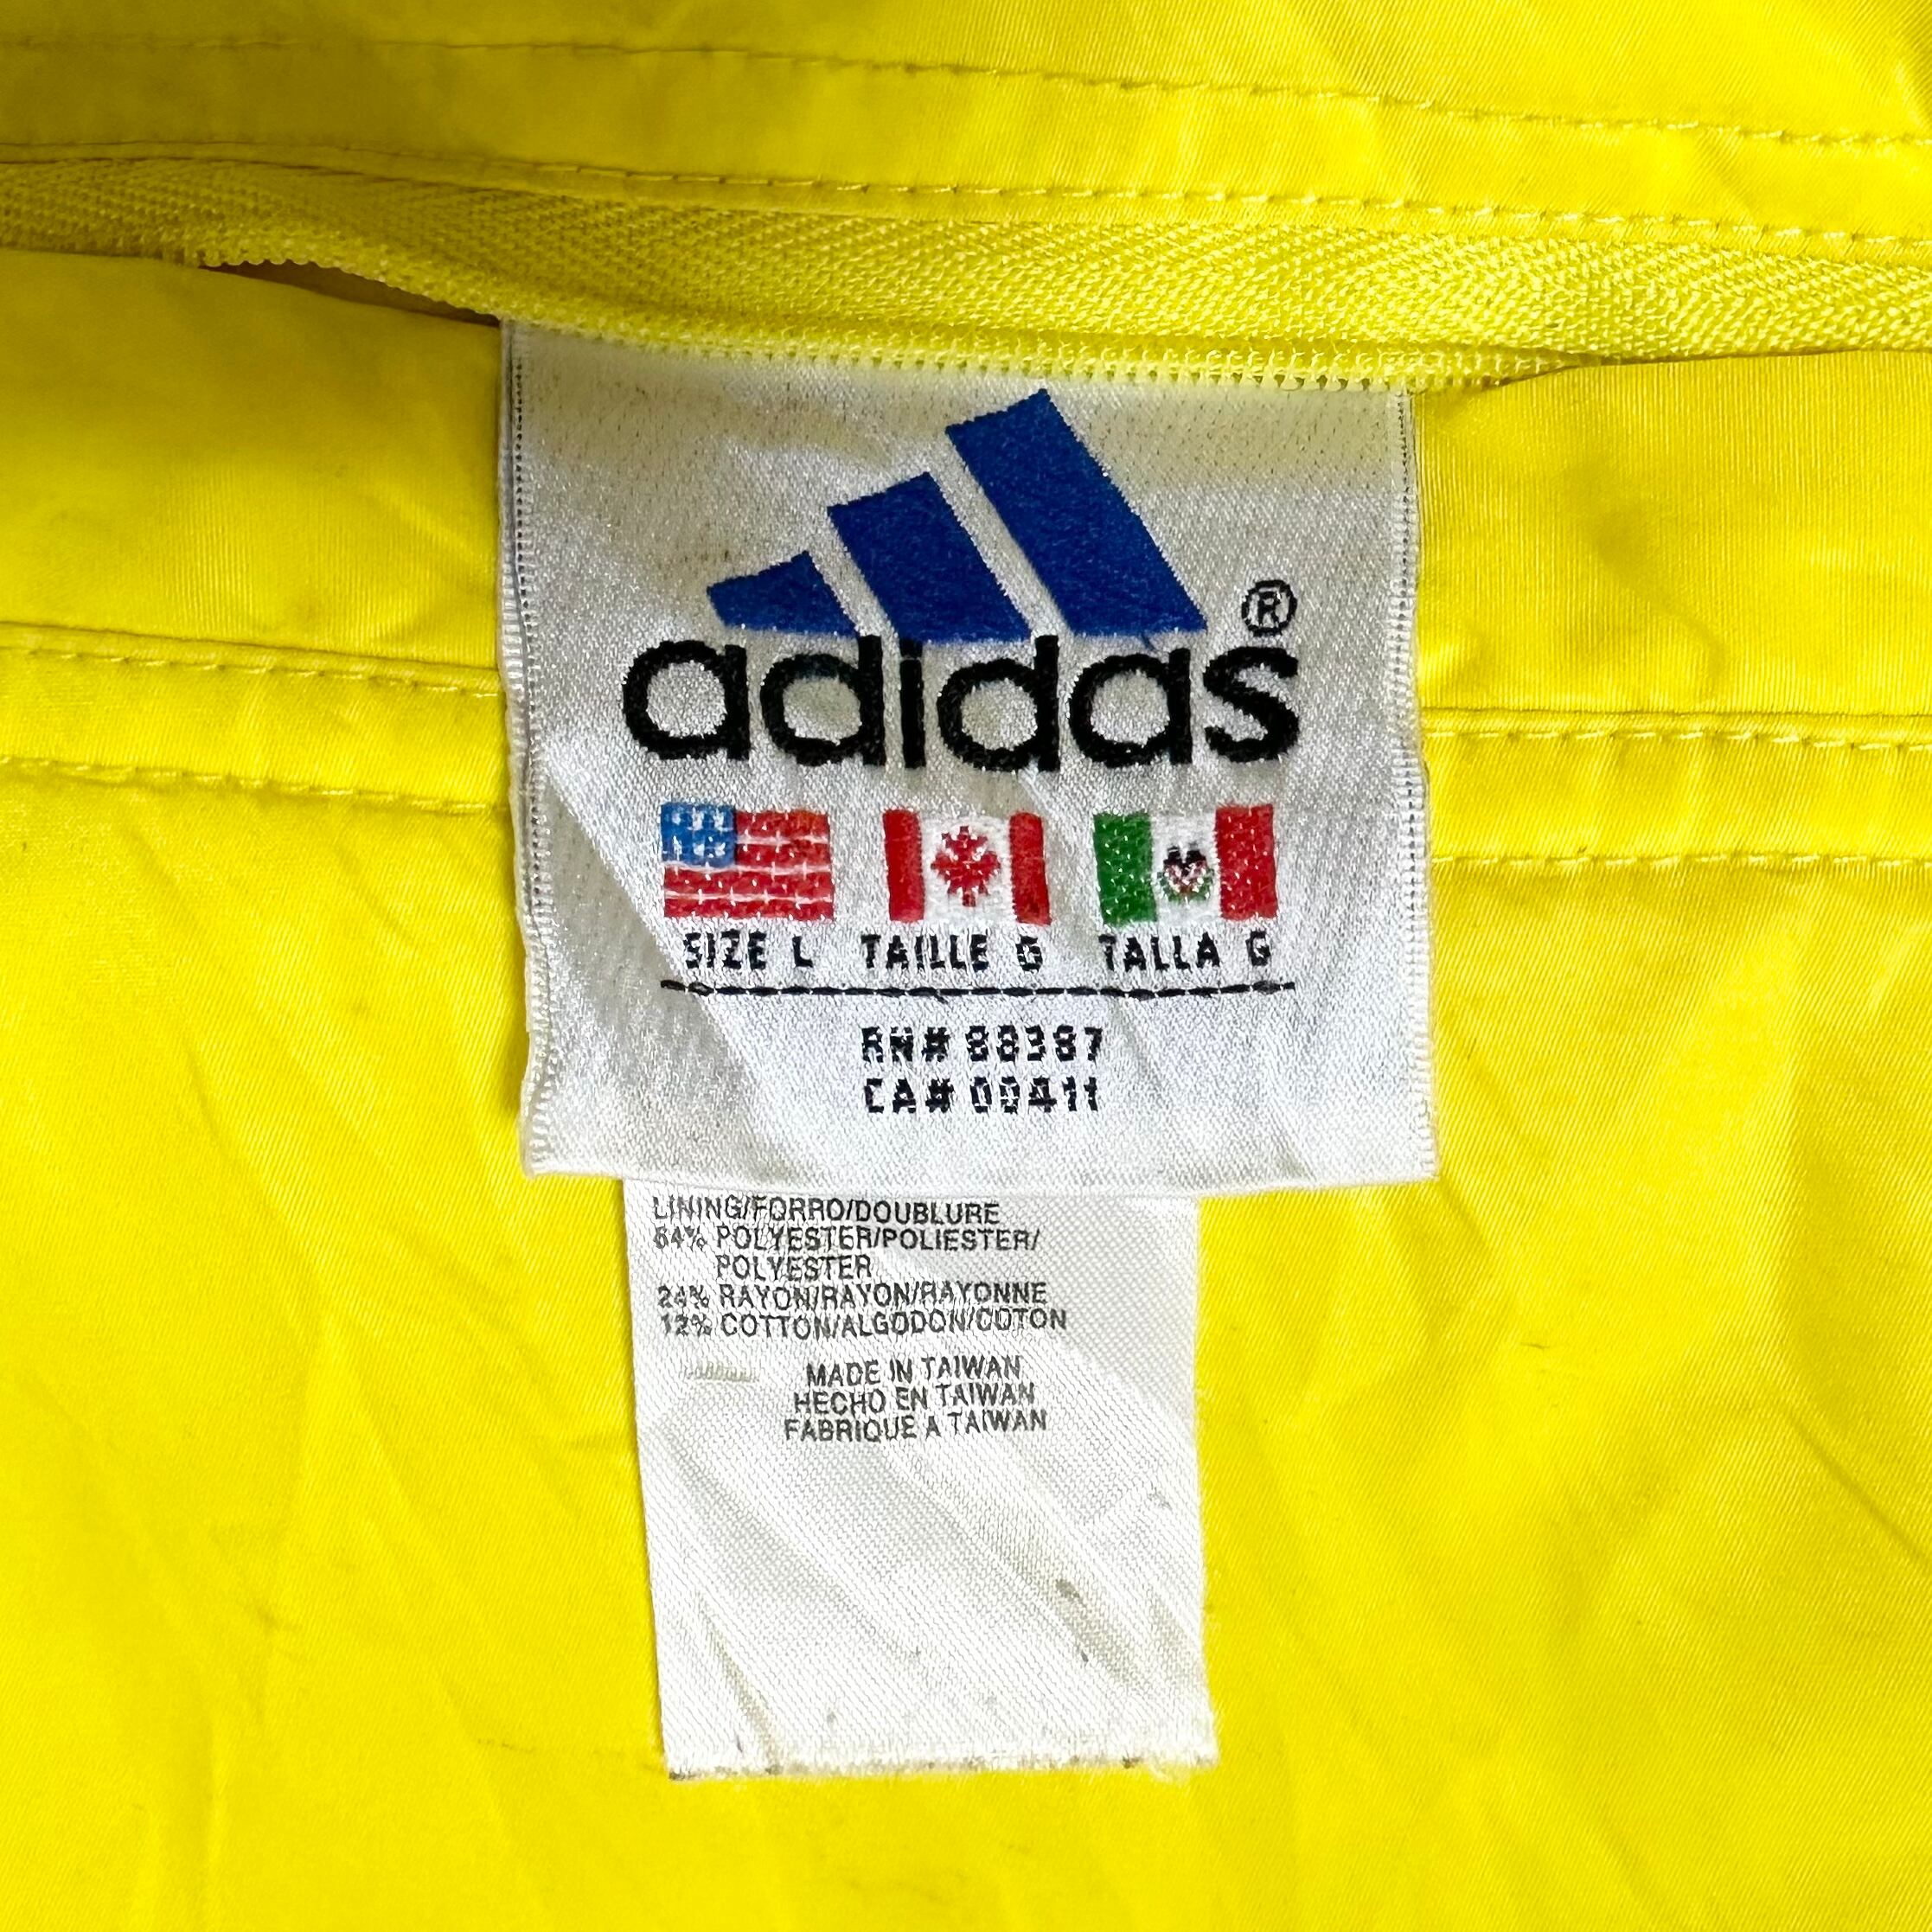 adidas®
SIZE L TAILLE G TALLA G
RN# 88387
CA# 00411
LINING/FORRO/DOUBLURE
64% POLYESTER/POLIESTER/
POLYESTER
24% RAYON/RAYON/RAYONNE
12% COTTON/ALGODON/COTON
MADE IN TAIWAN
HECHO EN TAIWAN
FABRIQUE A TAIWAN